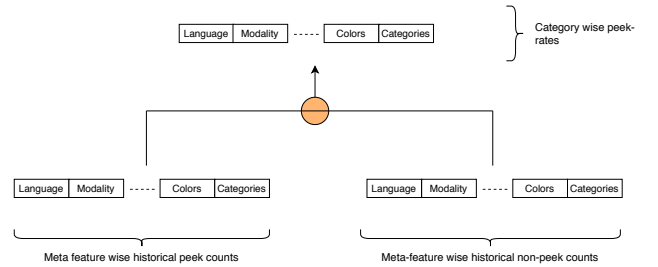 Language Modality Colors Categories
Category wise peek-
rates
Language Modality Colors Categories
Language Modality Colors Categories
Meta feature wise historical peek counts
Meta-feature wise historical non-peek counts